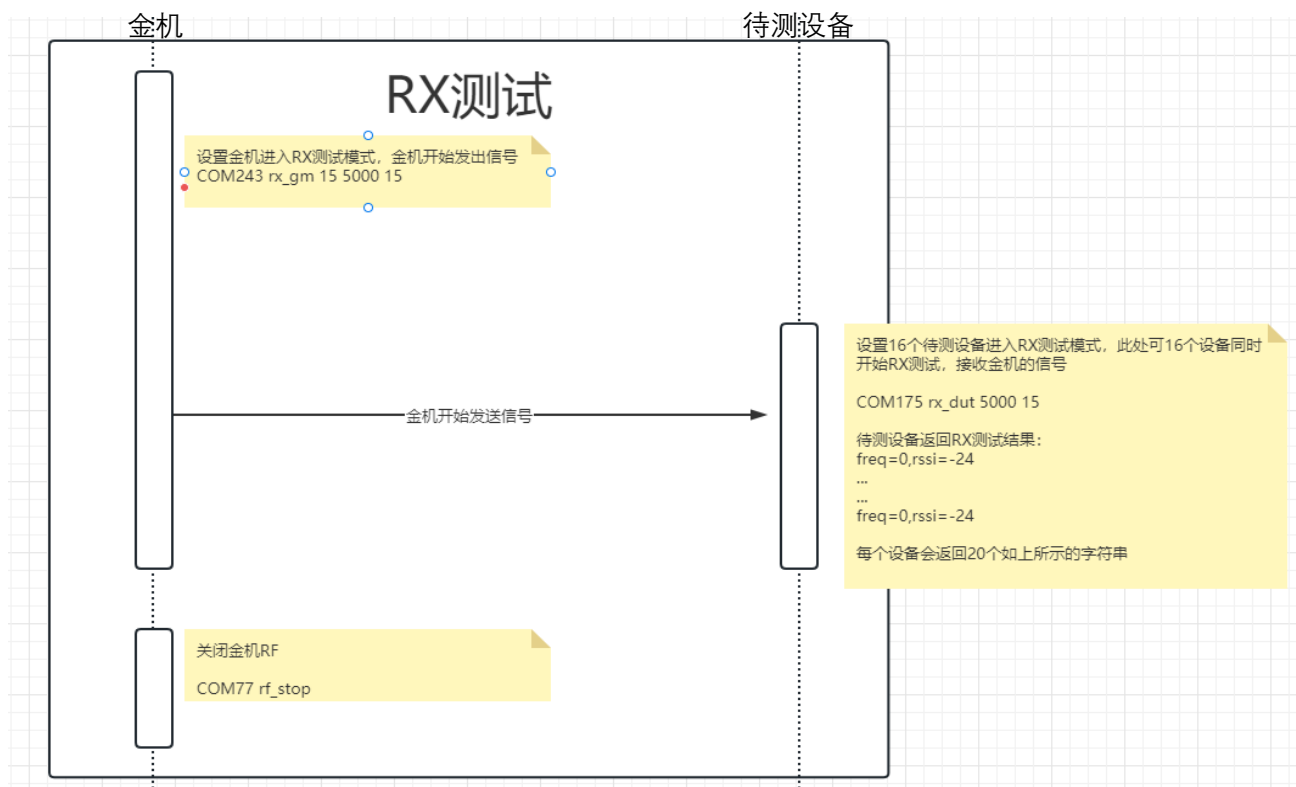 金机
待测设备
RX测试
设置金机进入RX测试模式，金机开始发出信号
COM243 rx_gm 15 5000 15
设置16个待测设备进入RX测试模式，此处可16个设备同时
开始RX测试，接收金机的信号
COM175 rx_dut 5000 15
待测设备返回RX测试结果：
freq=0,rssi=-24
...
...
freq=0,rssi=-24
每个设备会返回20个如上所示的字符串
金机开始发送信号
关闭金机RF
COM77 rf_stop